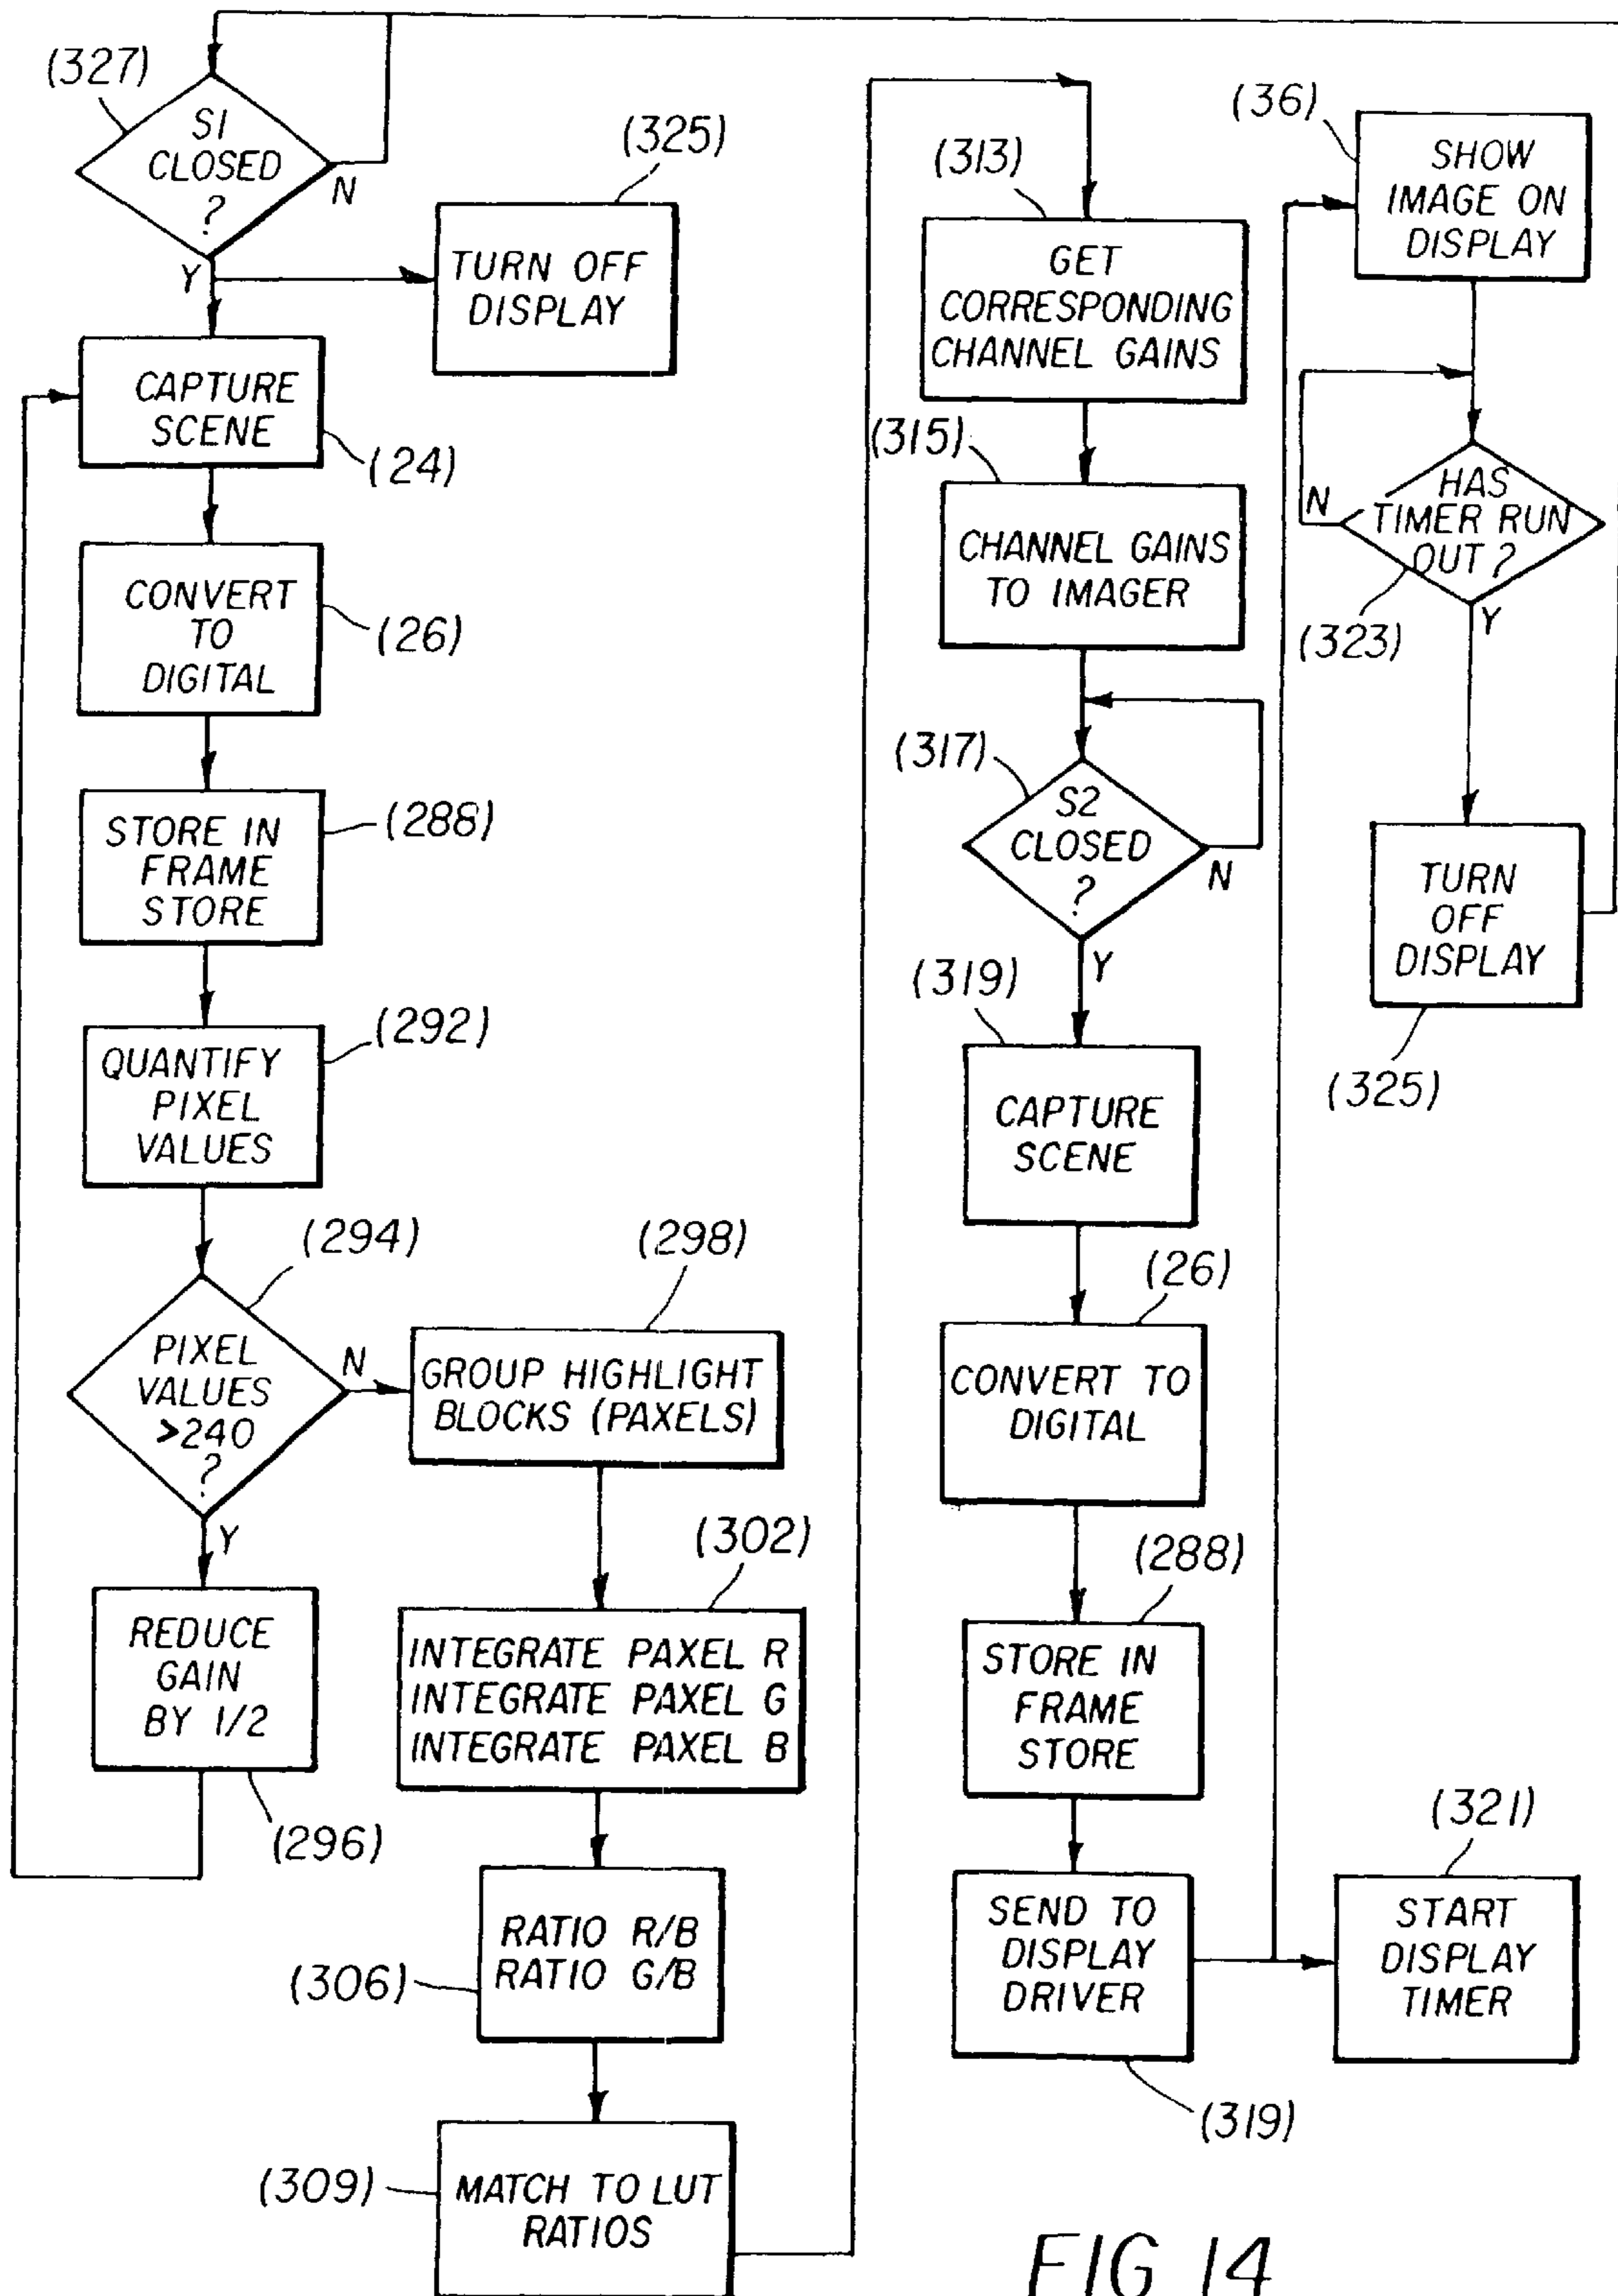 (327)
S1
CLOSED
?
N
Y
(325)
TURN OFF
DISPLAY
CAPTURE
SCENE
(24)
CONVERT
TO
DIGITAL
(26)
STORE IN
FRAME
STORE
(288)
QUANTIFY
PIXEL
VALUES
(292)
(294)
PIXEL
VALUES
>240
?
N
Y
REDUCE
GAIN
BY 1/2
(296)
(298)
GROUP HIGHLIGHT
BLOCKS (PAXELS)
(302)
INTEGRATE PAXEL R
INTEGRATE PAXEL G
INTEGRATE PAXEL B
RATIO R/B
RATIO G/B
(306)
(309)
MATCH TO LUT
RATIOS
(313)
GET
CORRESPONDING
CHANNEL GAINS
(315)
CHANNEL GAINS
TO IMAGER
(317)
S2
CLOSED
?
N
Y
(319)
CAPTURE
SCENE
(26)
CONVERT TO
DIGITAL
(288)
STORE IN
FRAME
STORE
SEND TO
DISPLAY
DRIVER
(319)
(321)
START
DISPLAY
TIMER
(36)
SHOW
IMAGE ON
DISPLAY
HAS
TIMER RUN
OUT ?
N
Y
(323)
TURN
OFF
DISPLAY
(325)
FIG 14